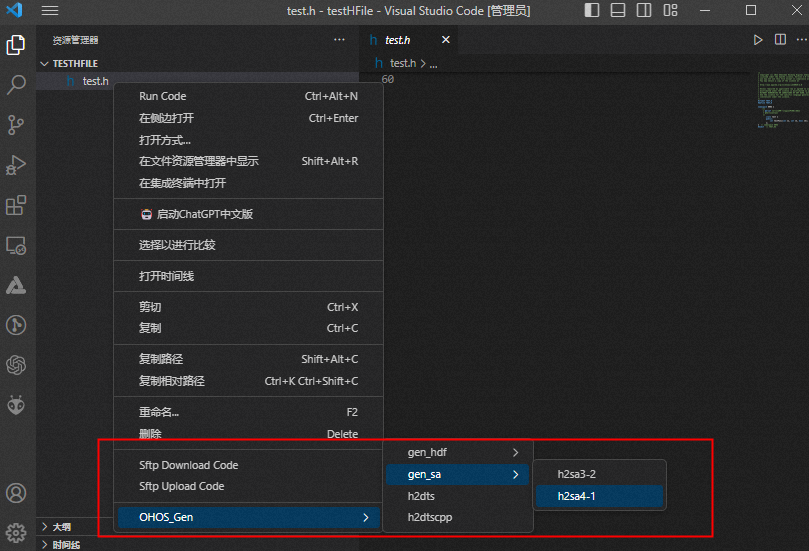 test.h - testHFile - Visual Studio Code [管理员]
资源管理器
TESTHFILE
test.h
test.h
test.h > ...
60
Run Code Ctrl+Alt+N
在侧边打开 Ctrl+Enter
打开方式...
在文件资源管理器中显示 Shift+Alt+R
在集成终端中打开
启动ChatGPT中文版
选择以进行比较
打开时间线
剪切 Ctrl+X
复制 Ctrl+C
复制路径 Shift+Alt+C
复制相对路径 Ctrl+K Ctrl+Shift+C
重命名... F2
删除 Delete
Sftp Download Code
Sftp Upload Code
OHOS_Gen
gen_hdf
gen_sa
h2dts
h2dtscpp
h2sa3-2
h2sa4-1
大纲
时间线